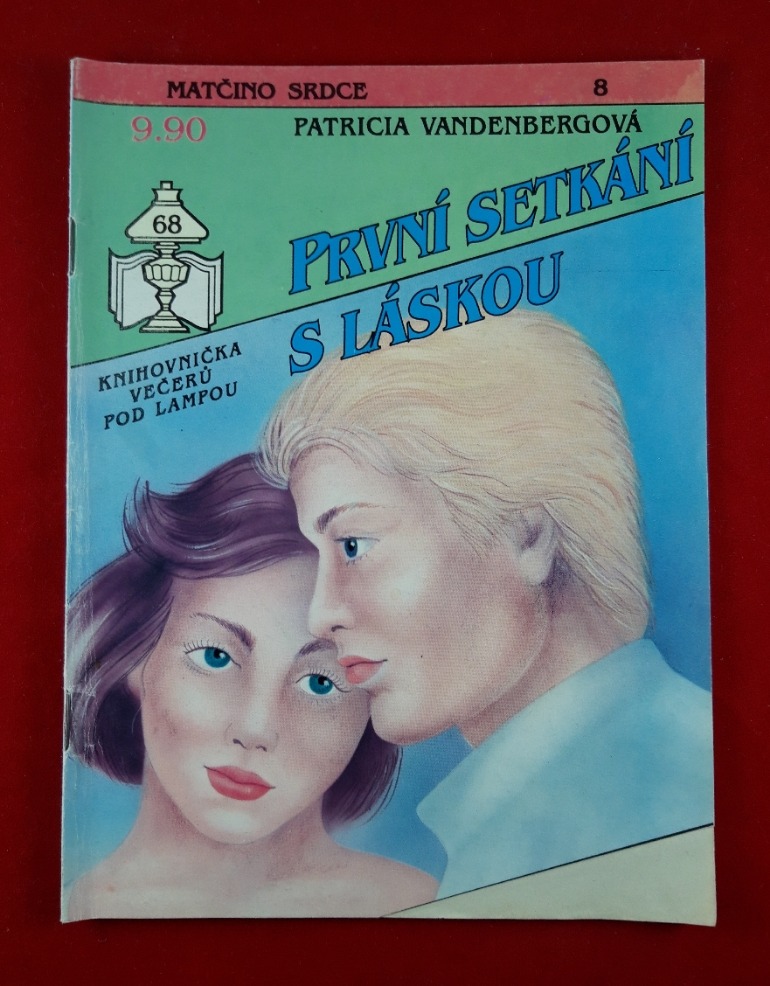 MATČINO SRDCE 8
9.90 PATRICIA VANDENBERGOVÁ
68
PRVNÍ SETKÁNÍ
S LÁSKOU
KNIHOVNIČKA
VEČERŮ
POD LAMPOU